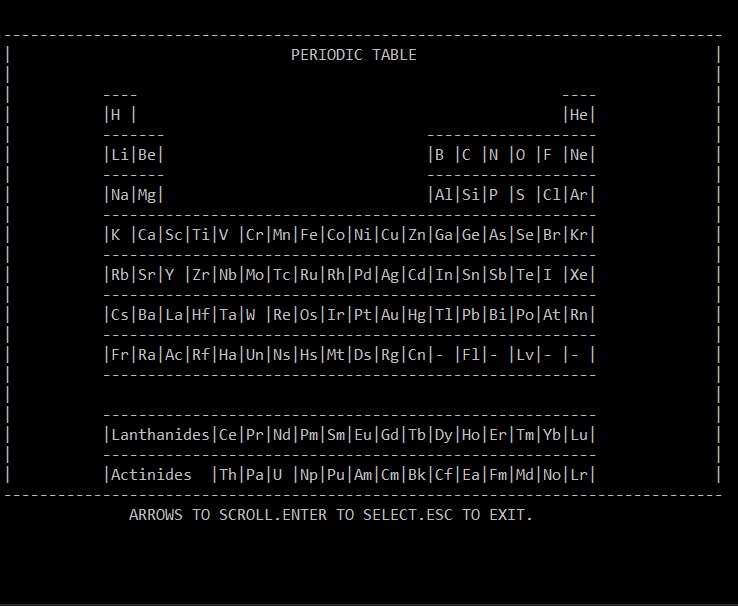 PERIODIC TABLE
|H | |He|
|Li|Be| |B |C |N |O |F |Ne|
|Na|Mg| |Al|Si|P |S |Cl|Ar|
|K |Ca|Sc|Ti|V |Cr|Mn|Fe|Co|Ni|Cu|Zn|Ga|Ge|As|Se|Br|Kr|
|Rb|Sr|Y |Zr|Nb|Mo|Tc|Ru|Rh|Pd|Ag|Cd|In|Sn|Sb|Te|I |Xe|
|Cs|Ba|La|Hf|Ta|W |Re|Os|Ir|Pt|Au|Hg|Tl|Pb|Bi|Po|At|Rn|
|Fr|Ra|Ac|Rf|Ha|Un|Ns|Hs|Mt|Ds|Rg|Cn|- |Fl|- |Lv|- |- |
|Lanthanides|Ce|Pr|Nd|Pm|Sm|Eu|Gd|Tb|Dy|Ho|Er|Tm|Yb|Lu|
|Actinides |Th|Pa|U |Np|Pu|Am|Cm|Bk|Cf|Ea|Fm|Md|No|Lr|
ARROWS TO SCROLL.ENTER TO SELECT.ESC TO EXIT.